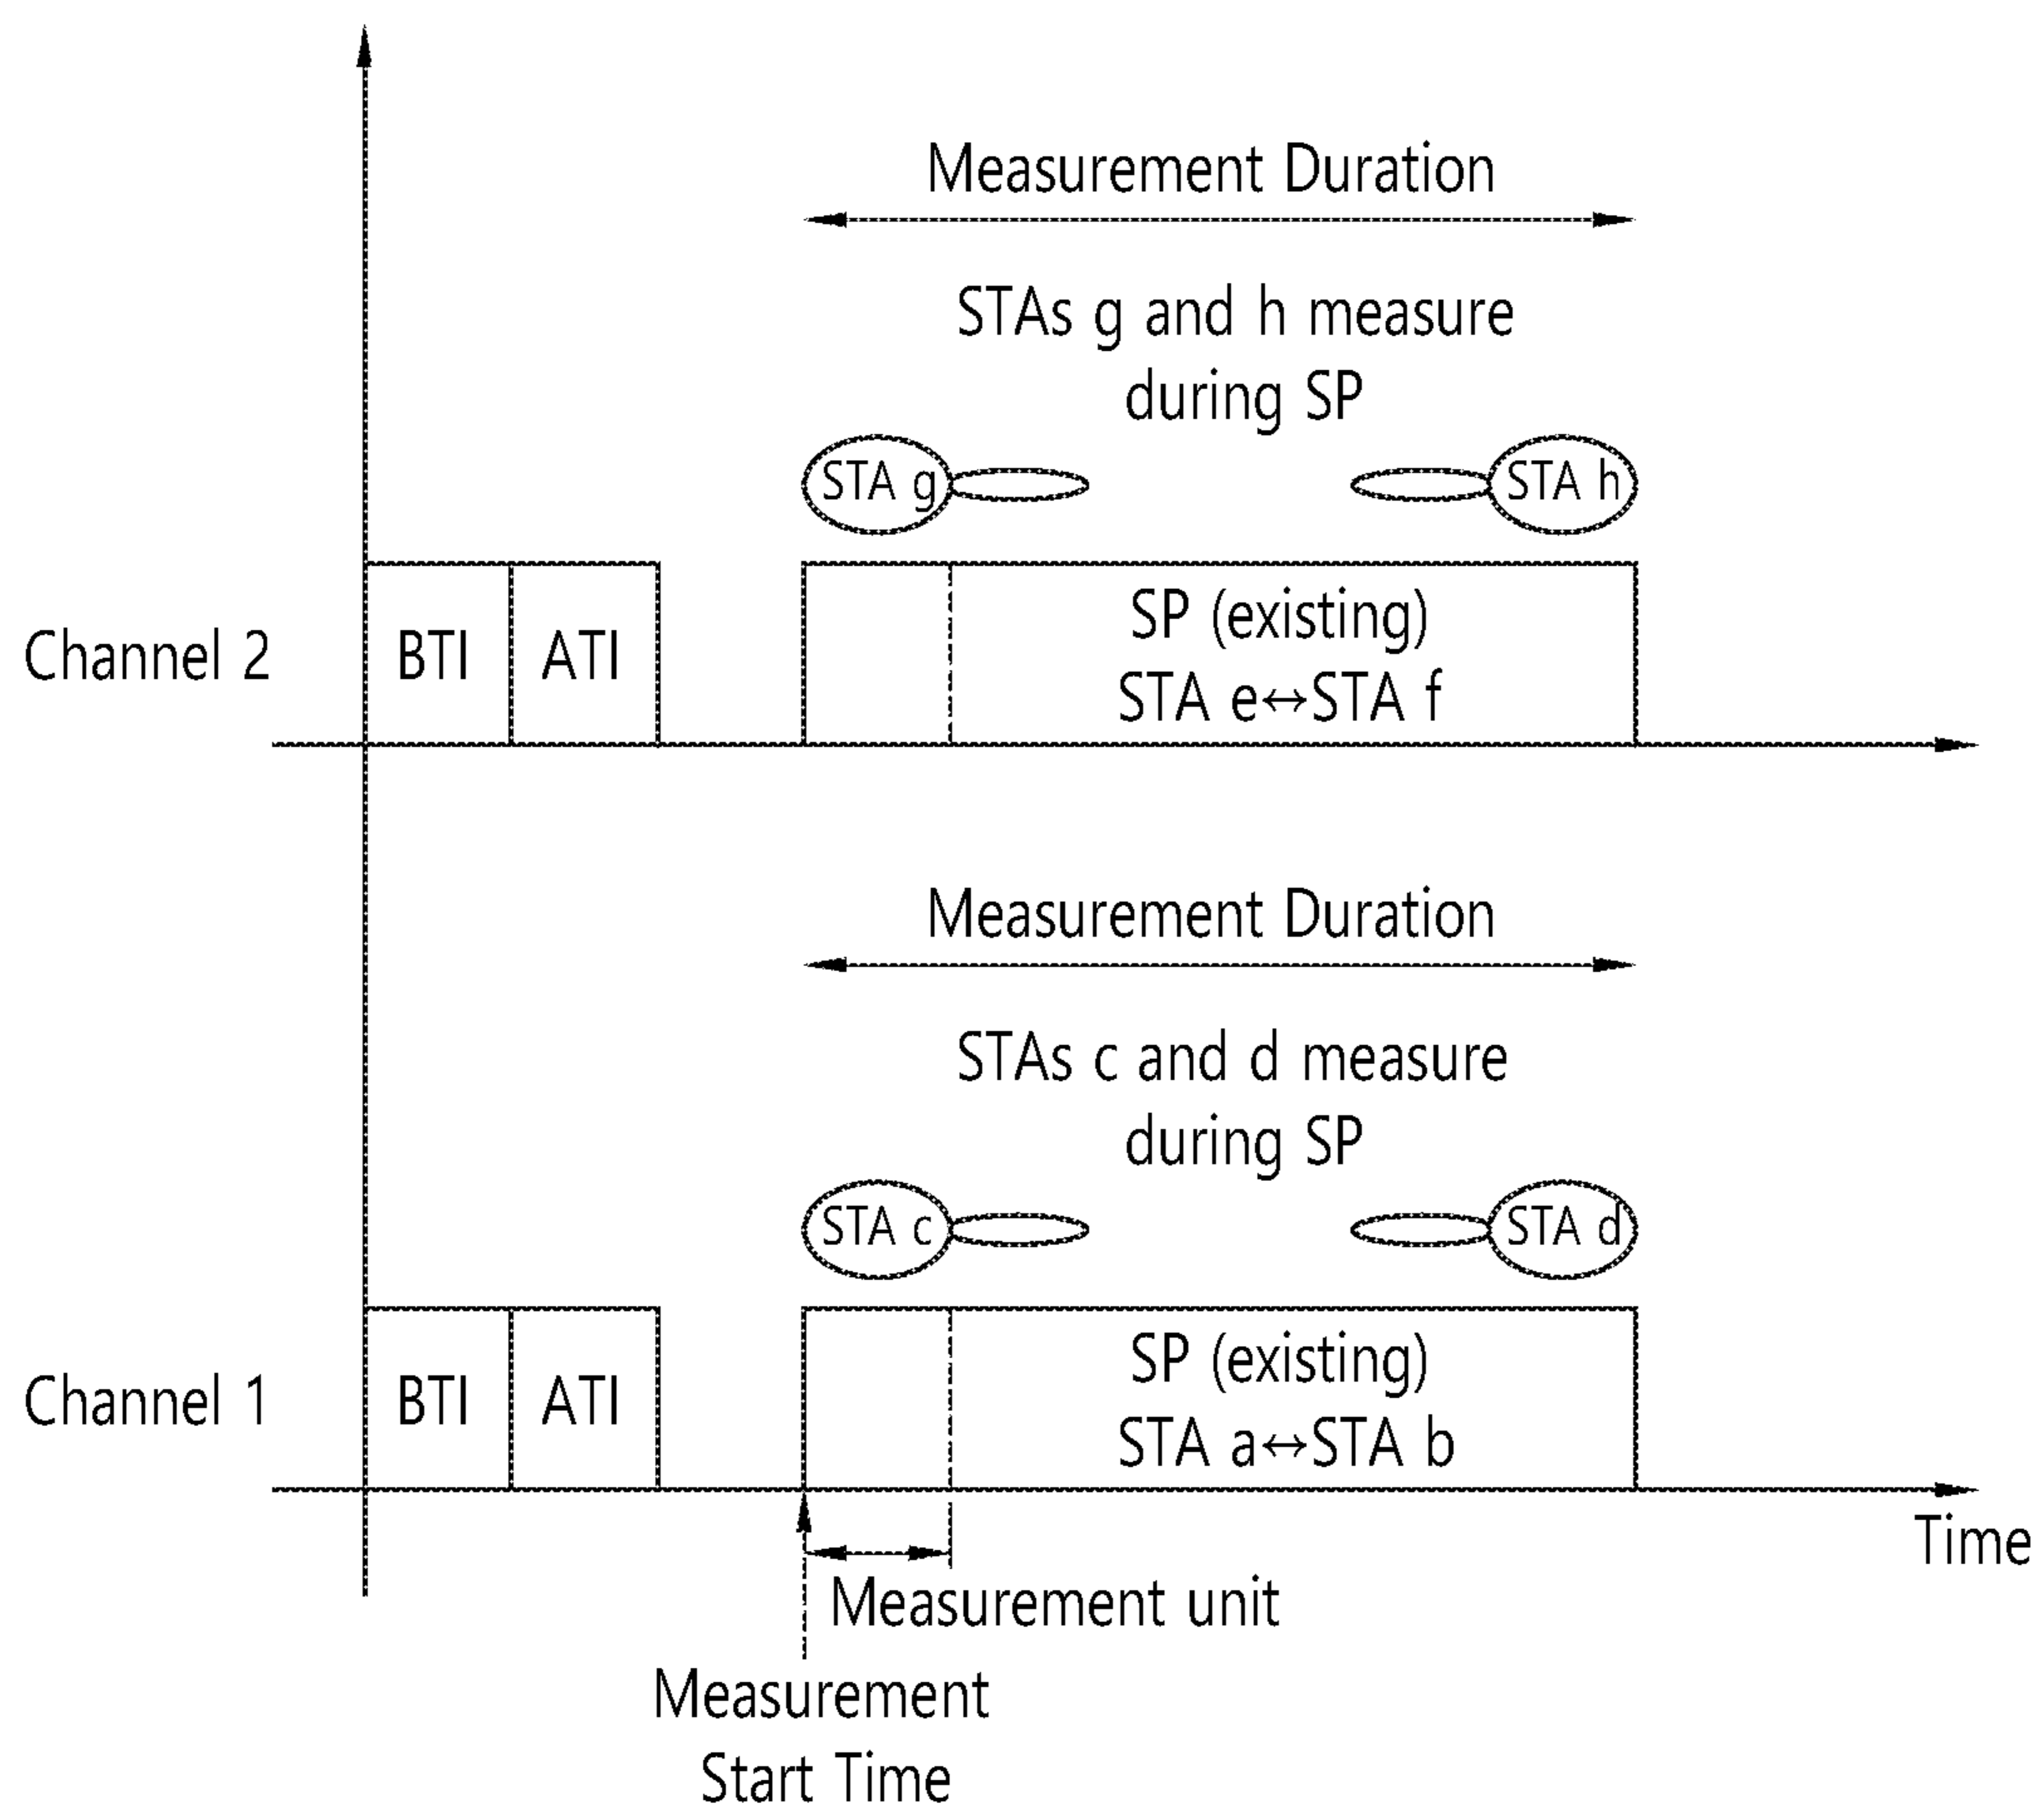 Measurement Duration
STAs g and h measure
during SP
STA g
STA h
Channel 2
BTI
ATI
SP (existing)
STA e↔STA f
Measurement Duration
STAs c and d measure
during SP
STA c
STA d
Channel 1
BTI
ATI
SP (existing)
STA a↔STA b
Time
Measurement unit
Measurement
Start Time